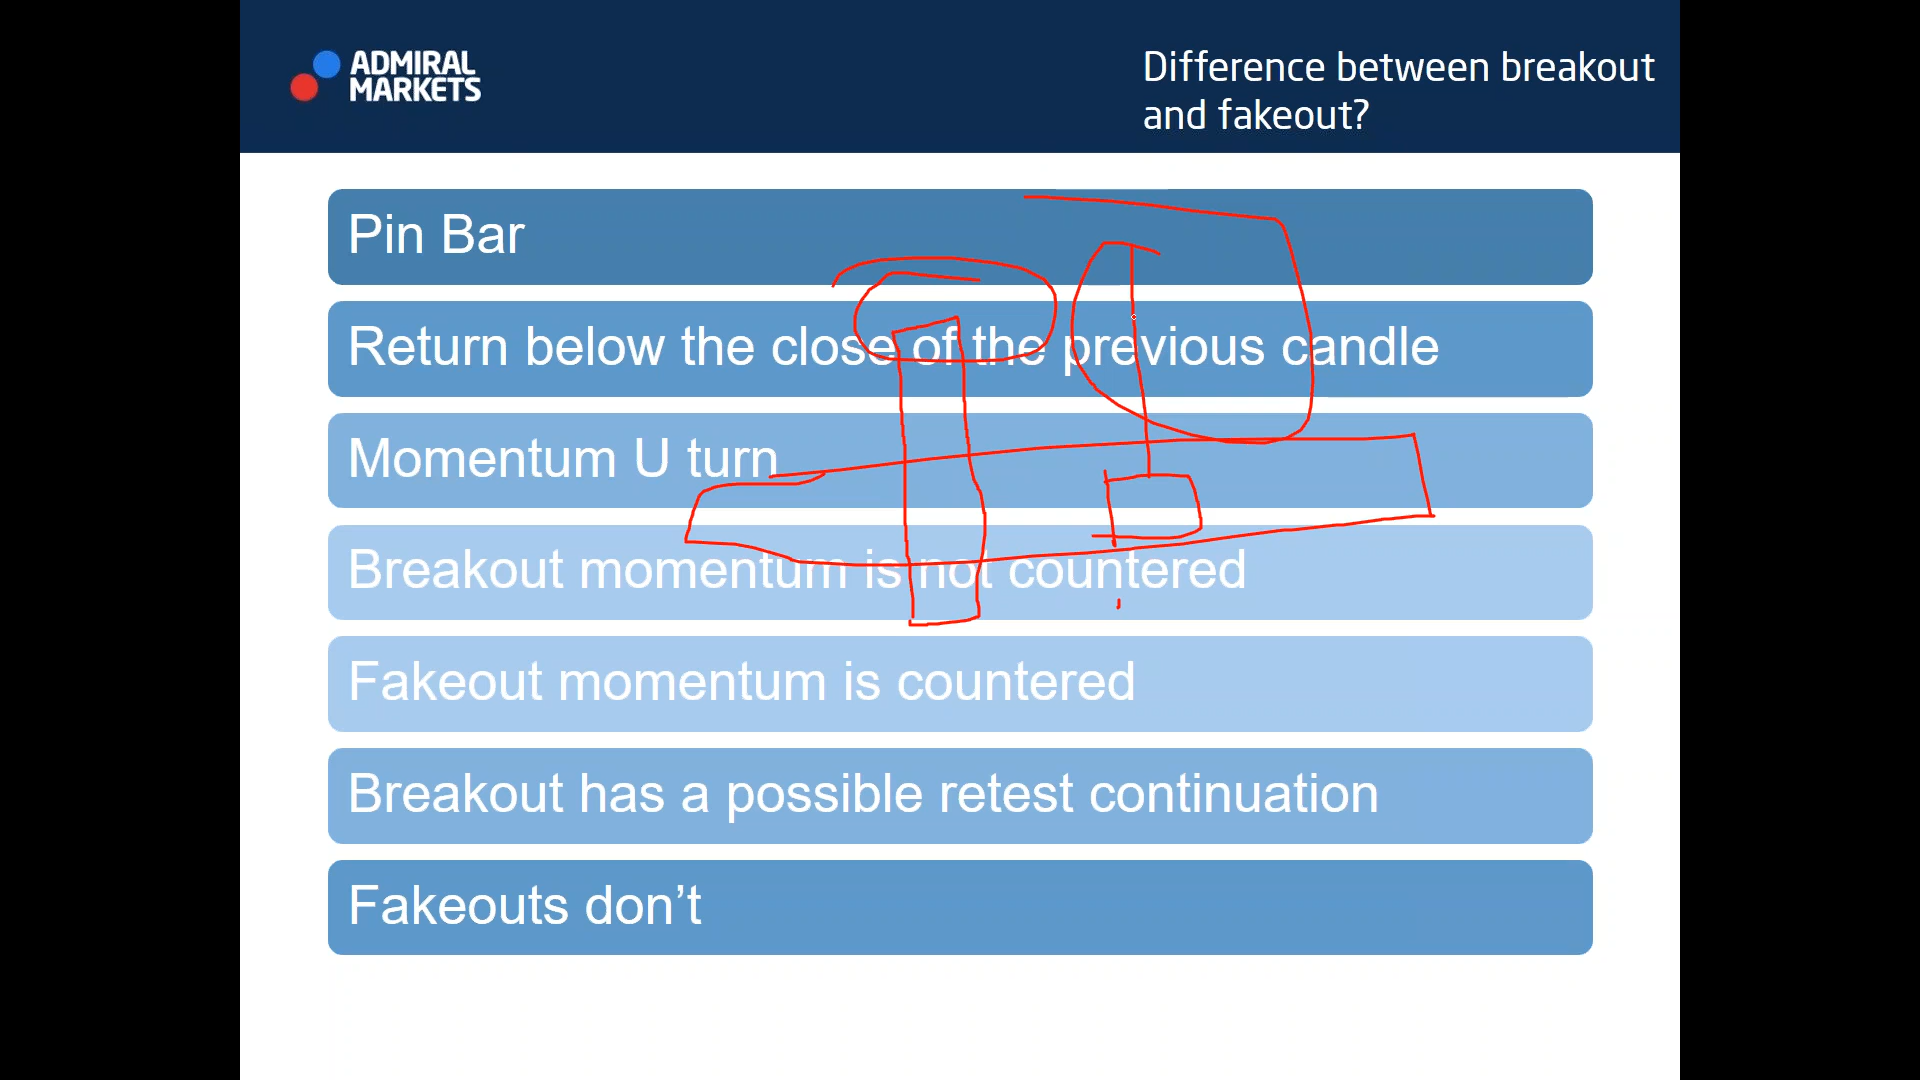 ADMIRAL
MARKETS
Difference between breakout
and fakeout?
Pin Bar
Return below the close of the previous candle
Momentum U turn
Breakout momentum is not countered
Fakeout momentum is countered
Breakout has a possible retest continuation
Fakeouts don’t